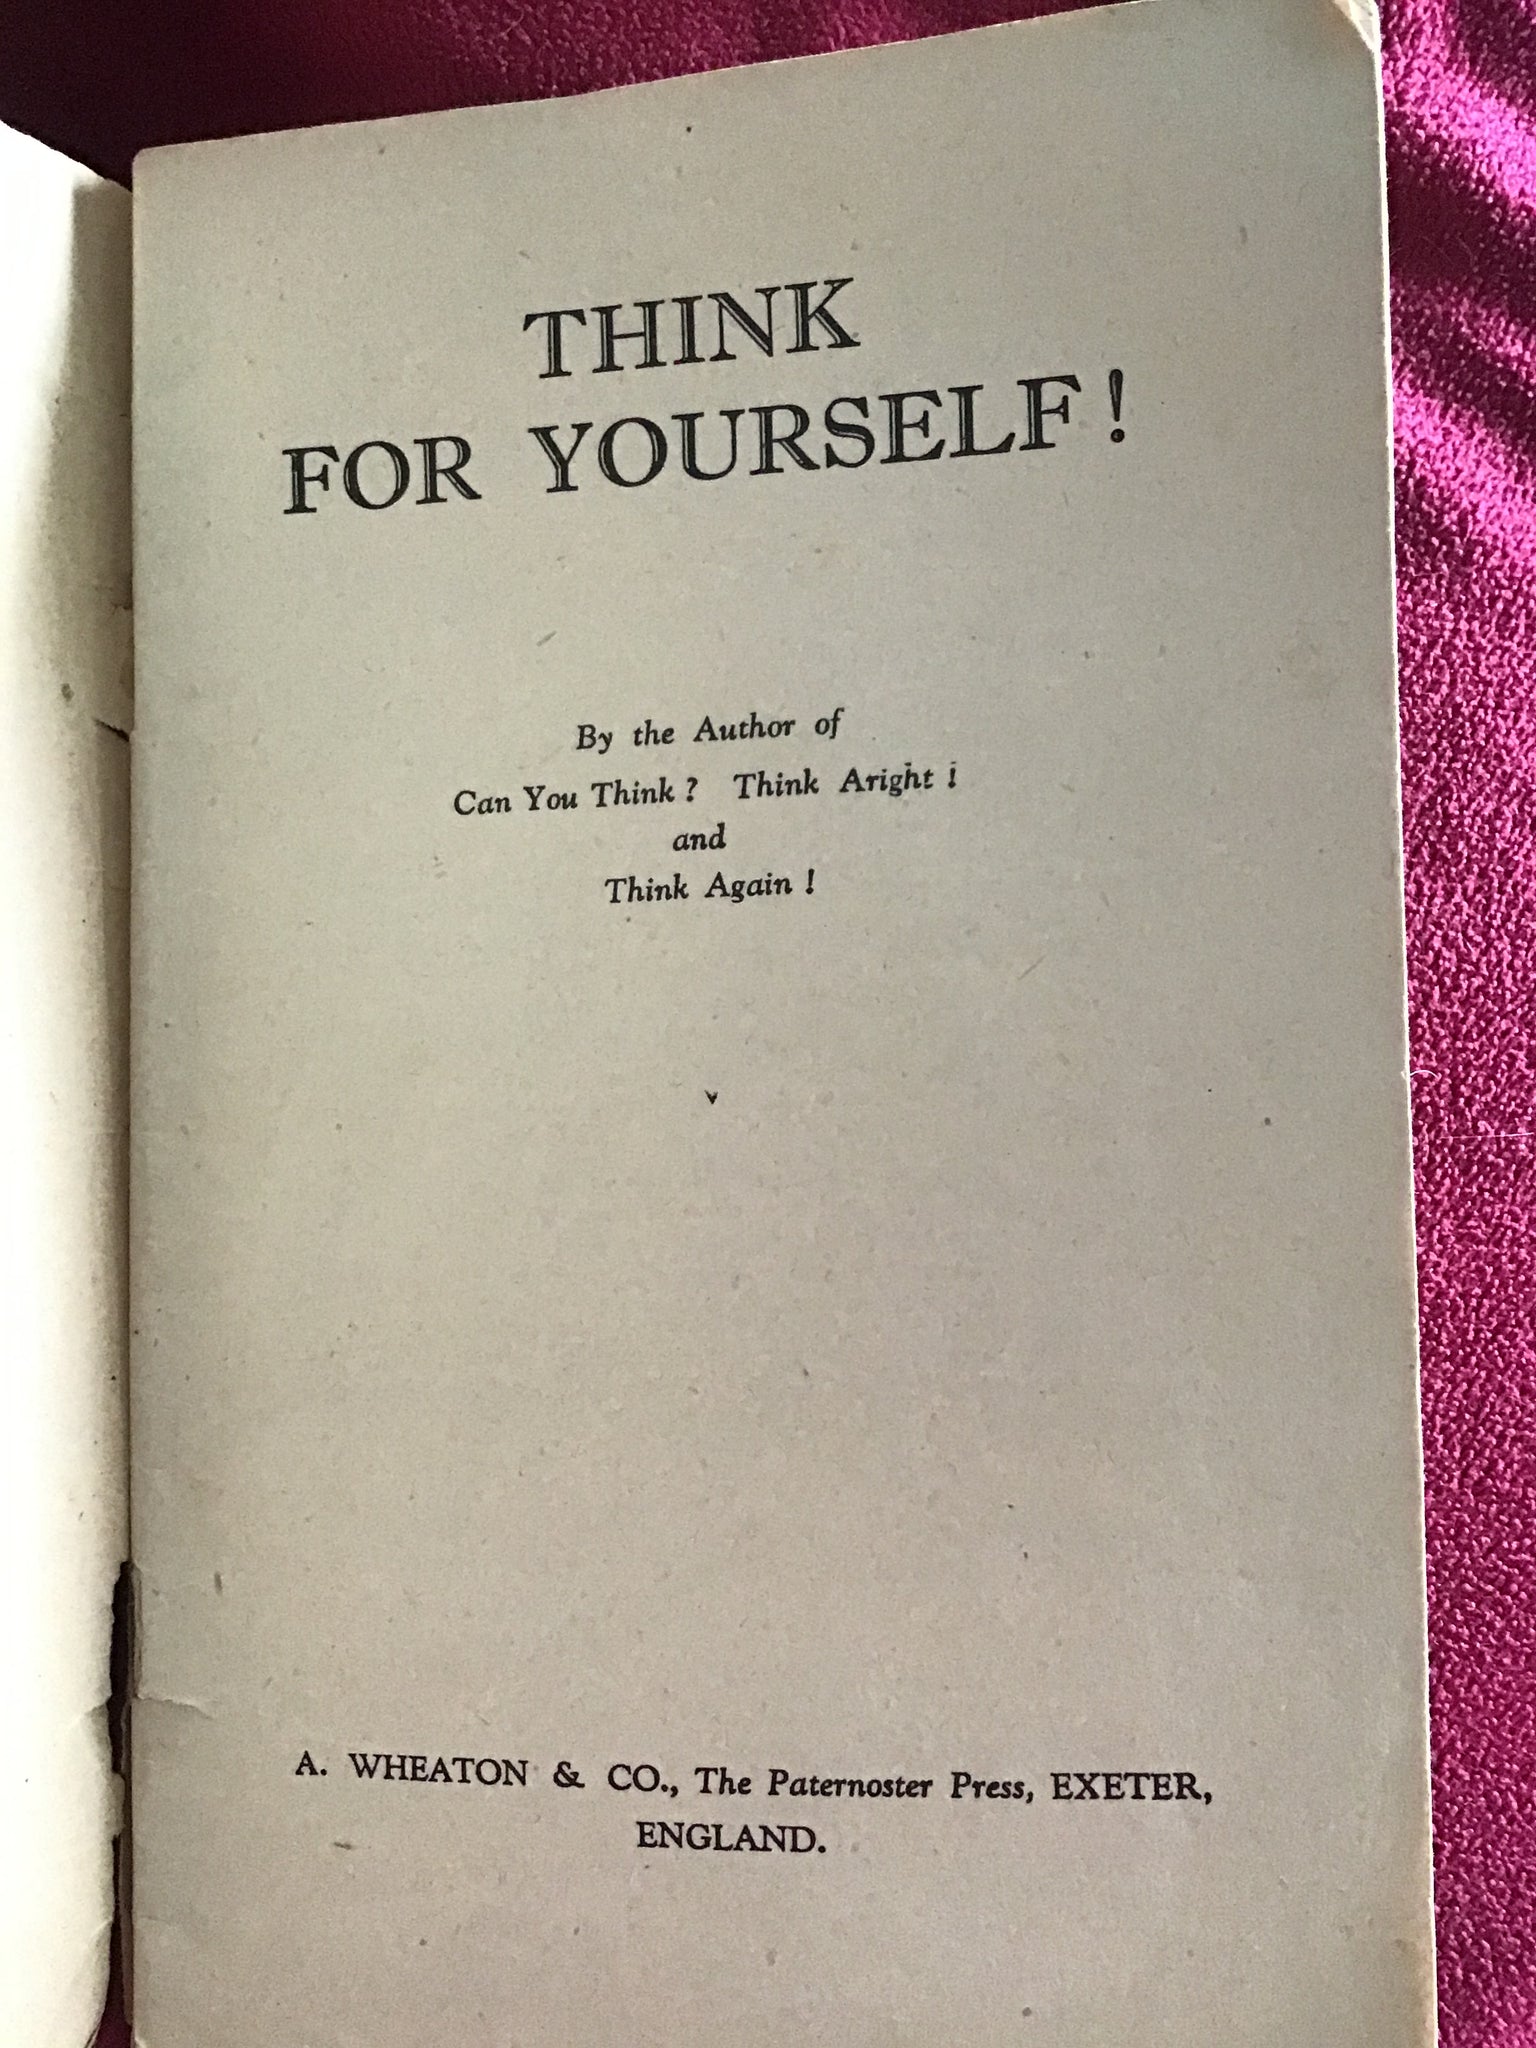 THINK
FOR YOURSELF!
By the Author of
Can You Think? Think Aright!
and
Think Again!
A. WHEATON & CO., The Paternoster Press, EXETER,
ENGLAND.